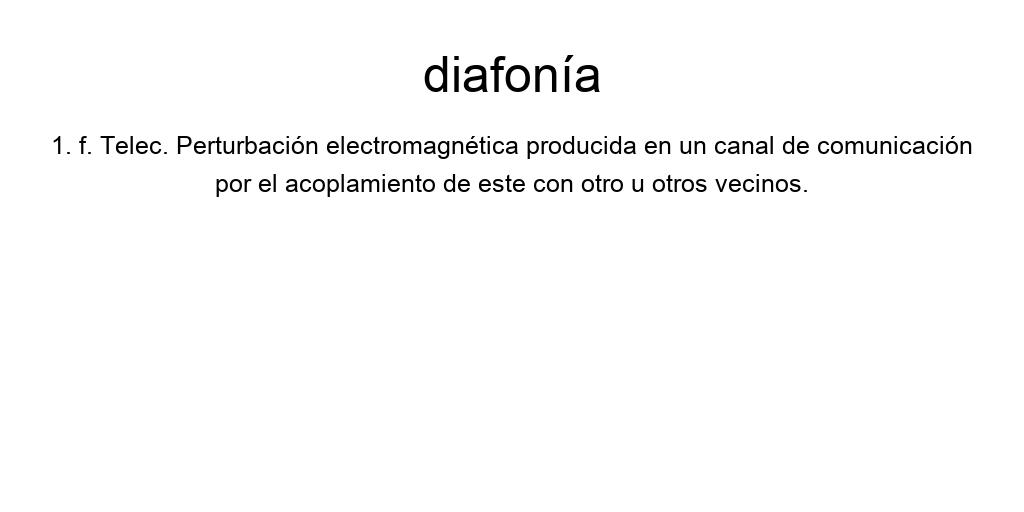 diafonía
1. f. Telec. Perturbación electromagnética producida en un canal de comunicación
por el acoplamiento de este con otro u otros vecinos.